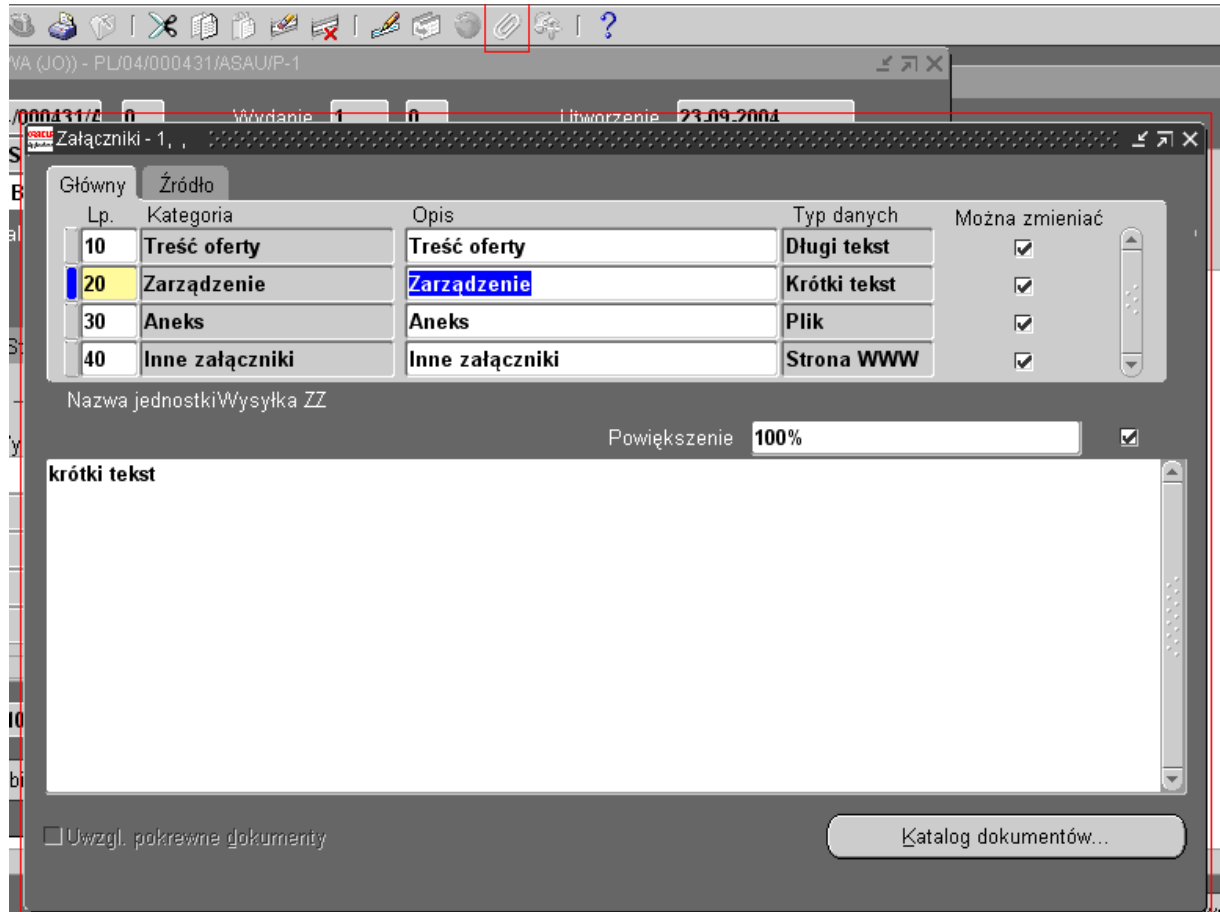 ?
WA (JO)) - PL/04/000431/ASAU/P-1
/000431/A 0 Wydanie 1 0 Utworzenie 23.09.2004
Załączniki - 1, ,
Główny Źródło
Lp. Kategoria Opis Typ danych Można zmieniać
10 Treść oferty Treść oferty Długi tekst
20 Zarządzenie Zarządzenie Krótki tekst
30 Aneks Aneks Plik
40 Inne załączniki Inne załączniki Strona WWW
Nazwa jednostkiWysyłka ZZ
Powiększenie 100%
krótki tekst
Uwzgl. pokrewne dokumenty Katalog dokumentów...